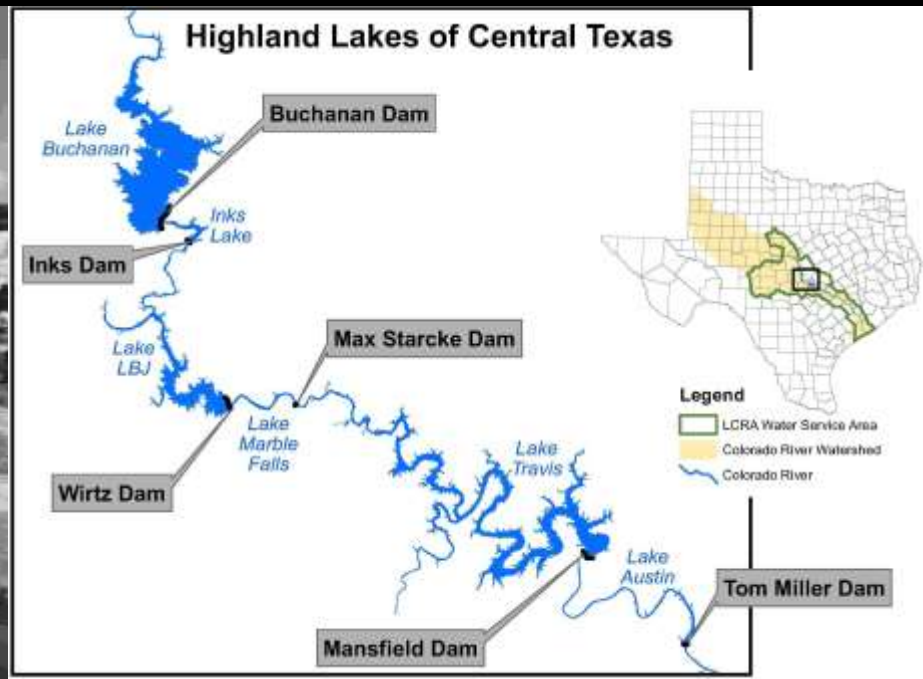 Highland Lakes of Central Texas
Buchanan Dam
Lake
Buchanan
Inks
Lake
Inks Dam
Max Starcke Dam
Lake
LBJ
Lake
Marble
Falls
Wirtz Dam
Lake
Travis
Lake
Austin
Tom Miller Dam
Mansfield Dam
Legend
LCRA Water Service Area
Colorado River Watershed
Colorado River